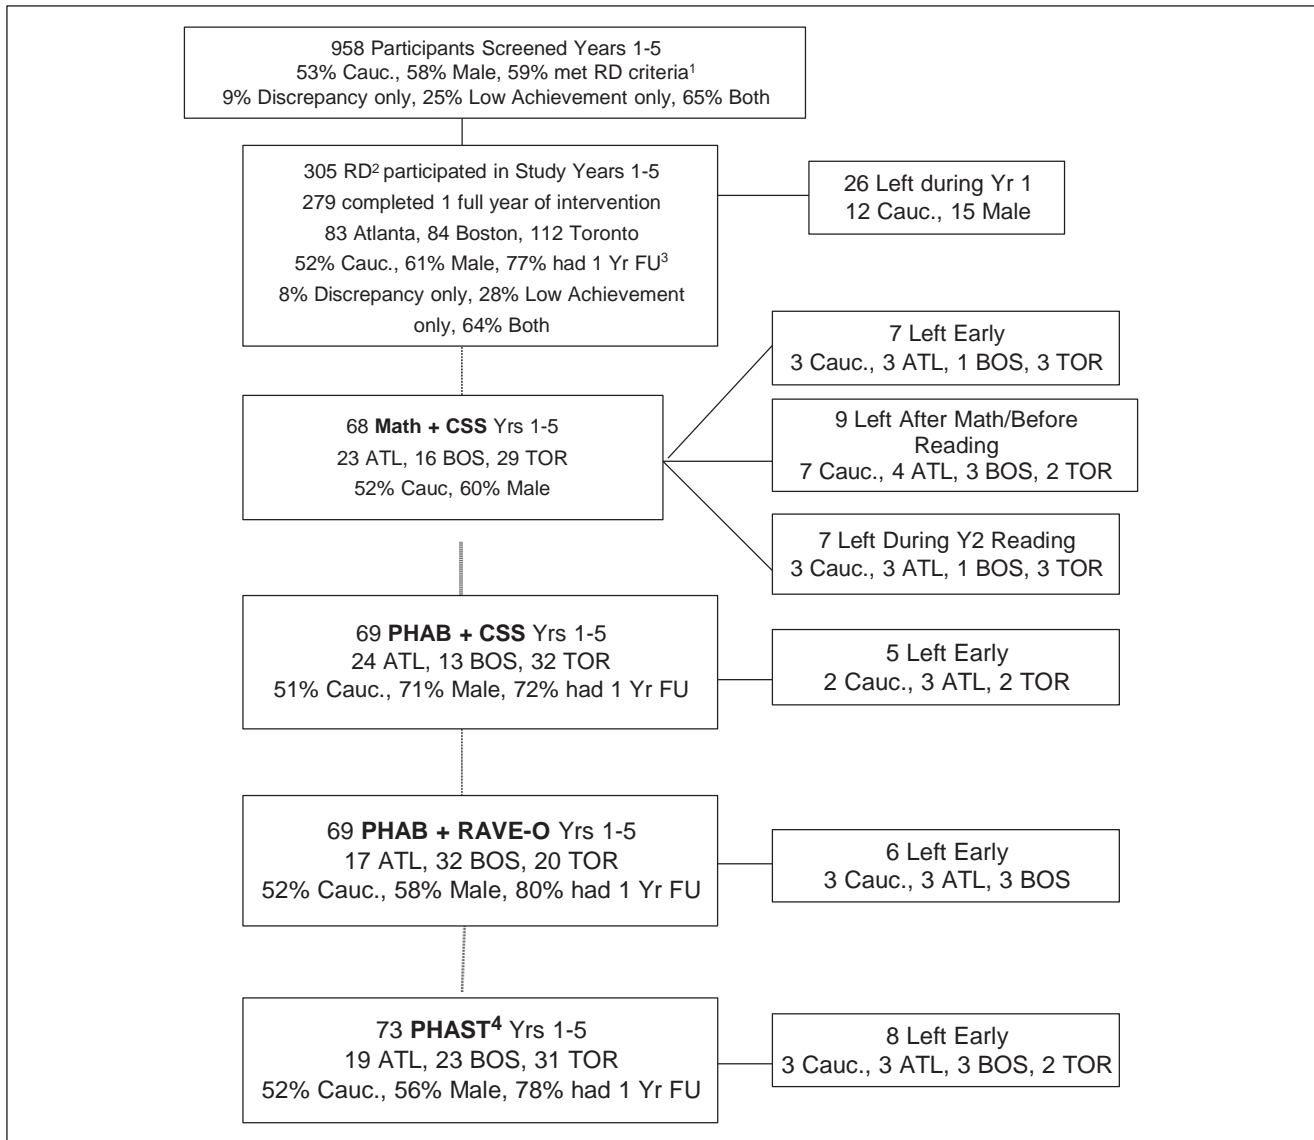 958 Participants Screened Years 1-5
53% Cauc., 58% Male, 59% met RD criteria¹
9% Discrepancy only, 25% Low Achievement only, 65% Both
305 RD² participated in Study Years 1-5
279 completed 1 full year of intervention
83 Atlanta, 84 Boston, 112 Toronto
52% Cauc., 61% Male, 77% had 1 Yr FU³
8% Discrepancy only, 28% Low Achievement
only, 64% Both
26 Left during Yr 1
12 Cauc., 15 Male
68 Math + CSS Yrs 1-5
23 ATL, 16 BOS, 29 TOR
52% Cauc, 60% Male
7 Left Early
3 Cauc., 3 ATL, 1 BOS, 3 TOR
9 Left After Math/Before
Reading
7 Cauc., 4 ATL, 3 BOS, 2 TOR
7 Left During Y2 Reading
3 Cauc., 3 ATL, 1 BOS, 3 TOR
69 PHAB + CSS Yrs 1-5
24 ATL, 13 BOS, 32 TOR
51% Cauc., 71% Male, 72% had 1 Yr FU
5 Left Early
2 Cauc., 3 ATL, 2 TOR
69 PHAB + RAVE-O Yrs 1-5
17 ATL, 32 BOS, 20 TOR
52% Cauc., 58% Male, 80% had 1 Yr FU
6 Left Early
3 Cauc., 3 ATL, 3 BOS
73 PHAST⁴ Yrs 1-5
19 ATL, 23 BOS, 31 TOR
52% Cauc., 56% Male, 78% had 1 Yr FU
8 Left Early
3 Cauc., 3 ATL, 3 BOS, 2 TOR